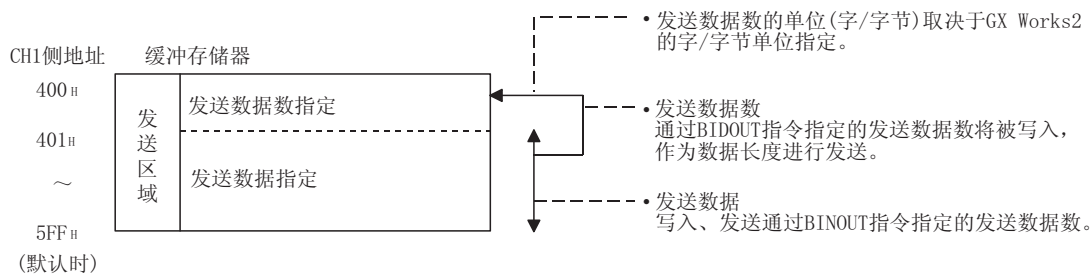 • 发送数据数的单位(字/字节)取决于GX Works2
的字/字节单位指定。
CH1侧地址 缓冲存储器
400H
发送数据数指定
• 发送数据数
通过BIDOUT指令指定的发送数据数将被写入，
作为数据长度进行发送。
401H
发送区域
～
发送数据指定
• 发送数据
写入、发送通过BINOUT指令指定的发送数据数。
5FFH
(默认时)